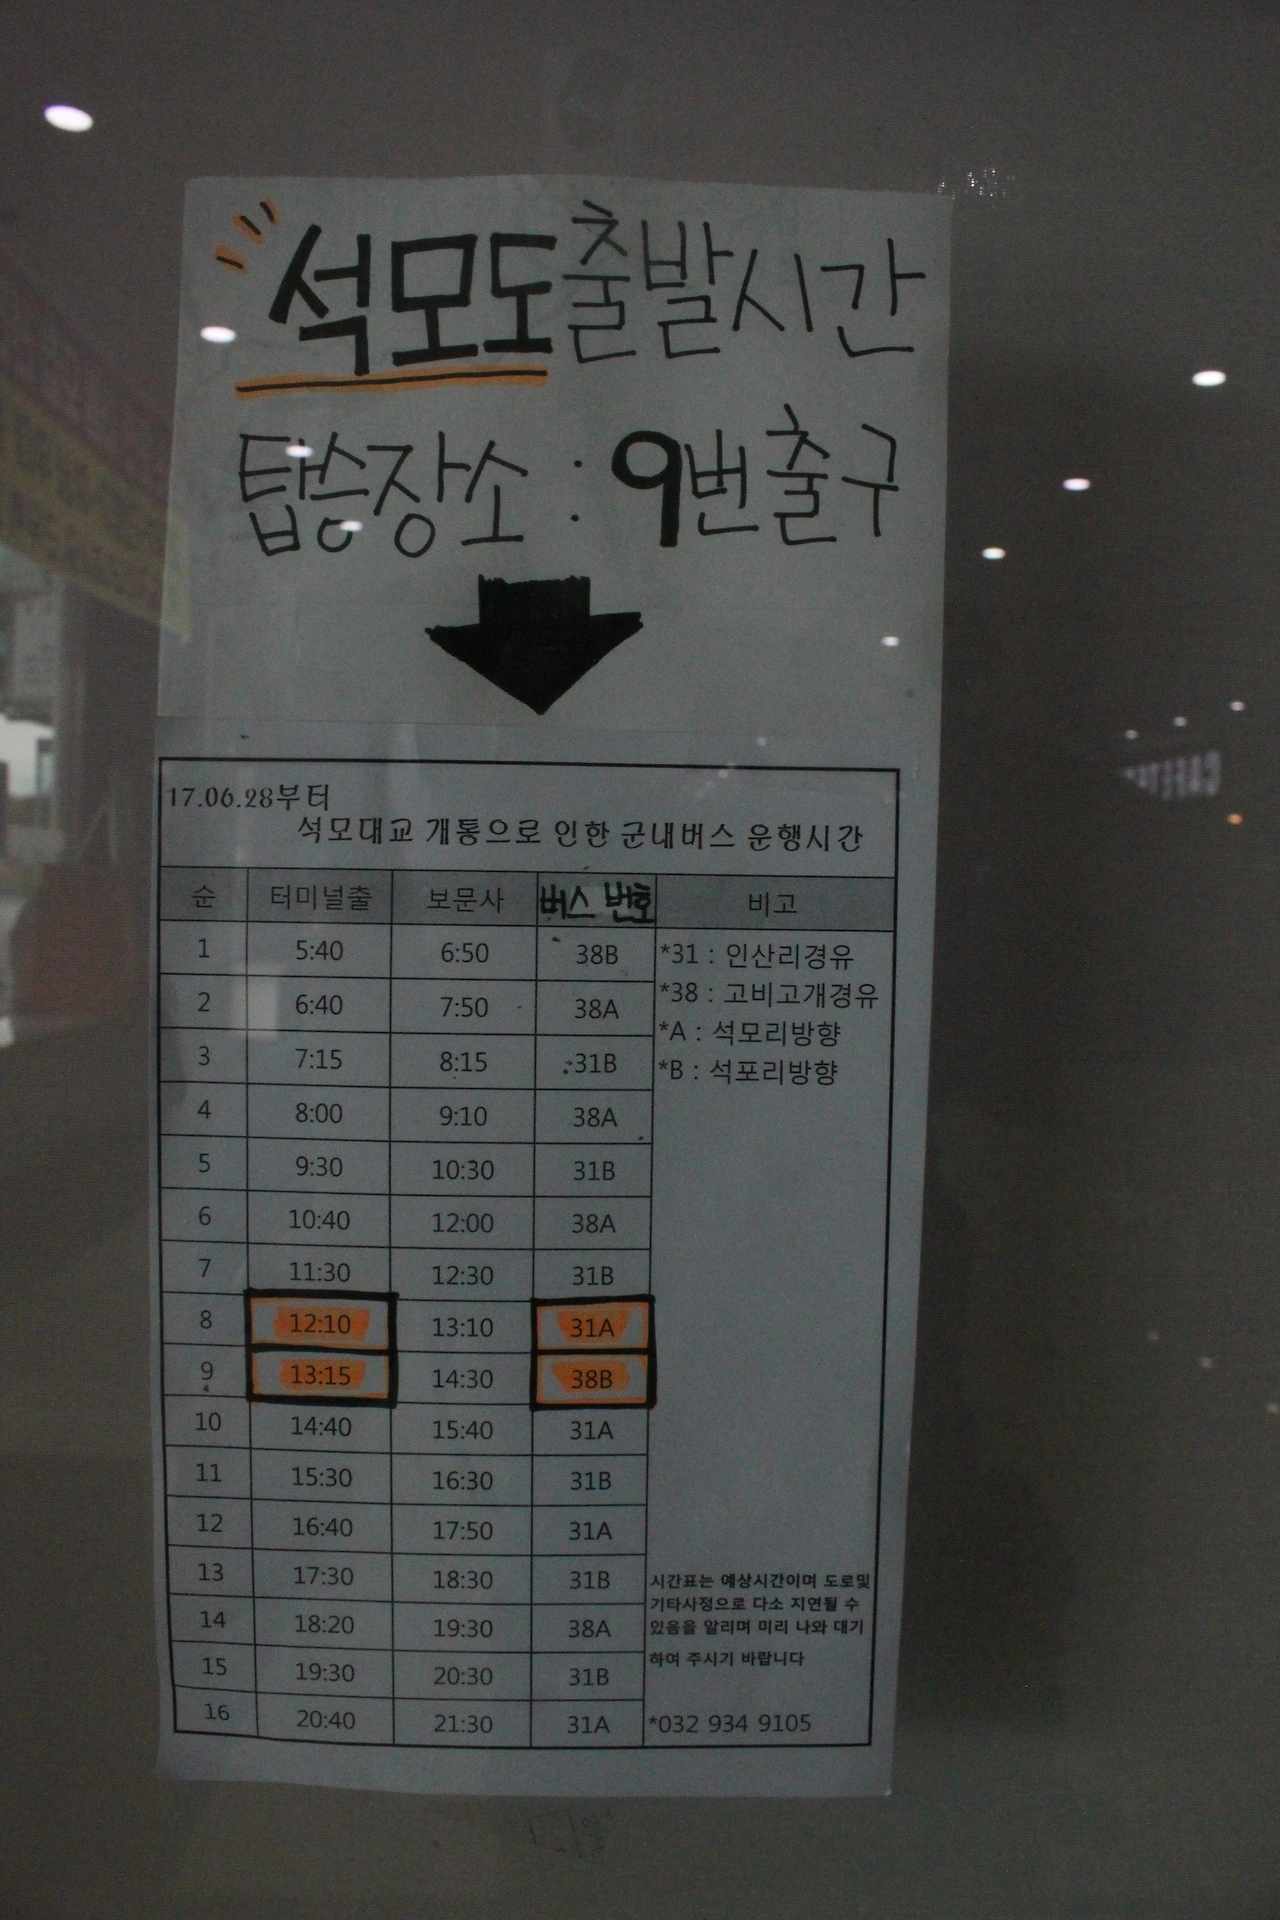 석모도출발시간
탑승장소 : 9번출구
17.06.28부터
석모대교 개통으로 인한 군내버스 운행시간
순 터미널출 보문사 버스 번호 비고
1 5:40 6:50 38B
2 6:40 7:50 38A
3 7:15 8:15 31B
4 8:00 9:10 38A
5 9:30 10:30 31B
6 10:40 12:00 38A
7 11:30 12:30 31B
8 12:10 13:10 31A
9 13:15 14:30 38B
10 14:40 15:40 31A
11 15:30 16:30 31B
12 16:40 17:50 31A
13 17:30 18:30 31B
14 18:20 19:30 38A
15 19:30 20:30 31B
16 20:40 21:30 31A
*31 : 인산리경유
*38 : 고비고개경유
*A : 석모리방향
*B : 석포리방향
시간표는 예상시간이며 도로및
기타사정으로 다소 지연될 수
있음을 알리며 미리 나와 대기
하여 주시기 바랍니다
*032 934 9105